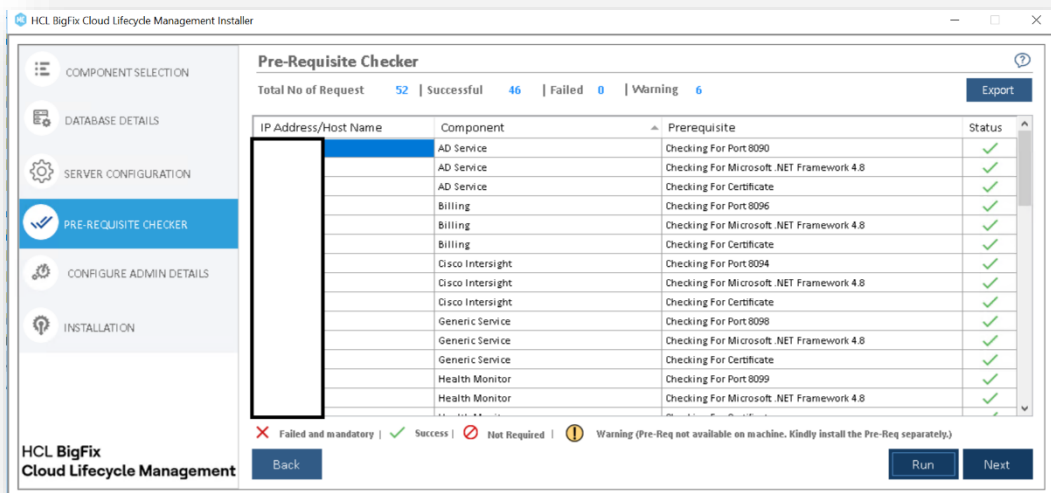 HCL BigFix Cloud Lifecycle Management Installer
COMPONENT SELECTION
DATABASE DETAILS
SERVER CONFIGURATION
PRE-REQUISITE CHECKER
CONFIGURE ADMIN DETAILS
INSTALLATION
HCL BigFix
Cloud Lifecycle Management
Pre-Requisite Checker
Total No of Request 52 | Successful 46 | Failed 0 | Warning 6
Export
IP Address/Host Name Component Prerequisite Status
AD Service Checking For Port 8090
AD Service Checking For Microsoft .NET Framework 4.8
AD Service Checking For Certificate
Billing Checking For Port 8096
Billing Checking For Microsoft .NET Framework 4.8
Billing Checking For Certificate
Cisco Intersight Checking For Port 8094
Cisco Intersight Checking For Microsoft .NET Framework 4.8
Cisco Intersight Checking For Certificate
Generic Service Checking For Port 8098
Generic Service Checking For Microsoft .NET Framework 4.8
Generic Service Checking For Certificate
Health Monitor Checking For Port 8099
Health Monitor Checking For Microsoft .NET Framework 4.8
Failed and mandatory | Success | Not Required | Warning (Pre-Req not available on machine. Kindly install the Pre-Req separately.)
Back
Run
Next